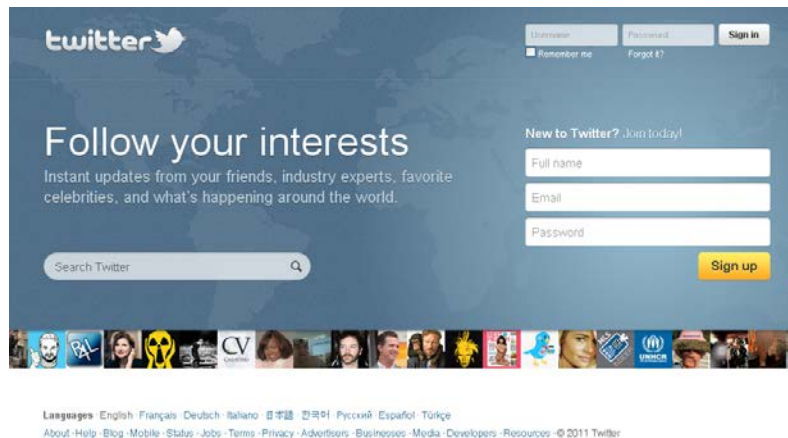 twitter
Username Password Sign in
Remember me Forgot it?
Follow your interests
Instant updates from your friends, industry experts, favorite
celebrities, and what's happening around the world.
New to Twitter? Join today!
Full name
Email
Password
Search Twitter
Sign up
CV
UNHCR
Languages · English · Français · Deutsch · Italiano · 日本語 · 한국어 · Русский · Español · Türkçe
About · Help · Blog · Mobile · Status · Jobs · Terms · Privacy · Advertisers · Businesses · Media · Developers · Resources · © 2011 Twitter